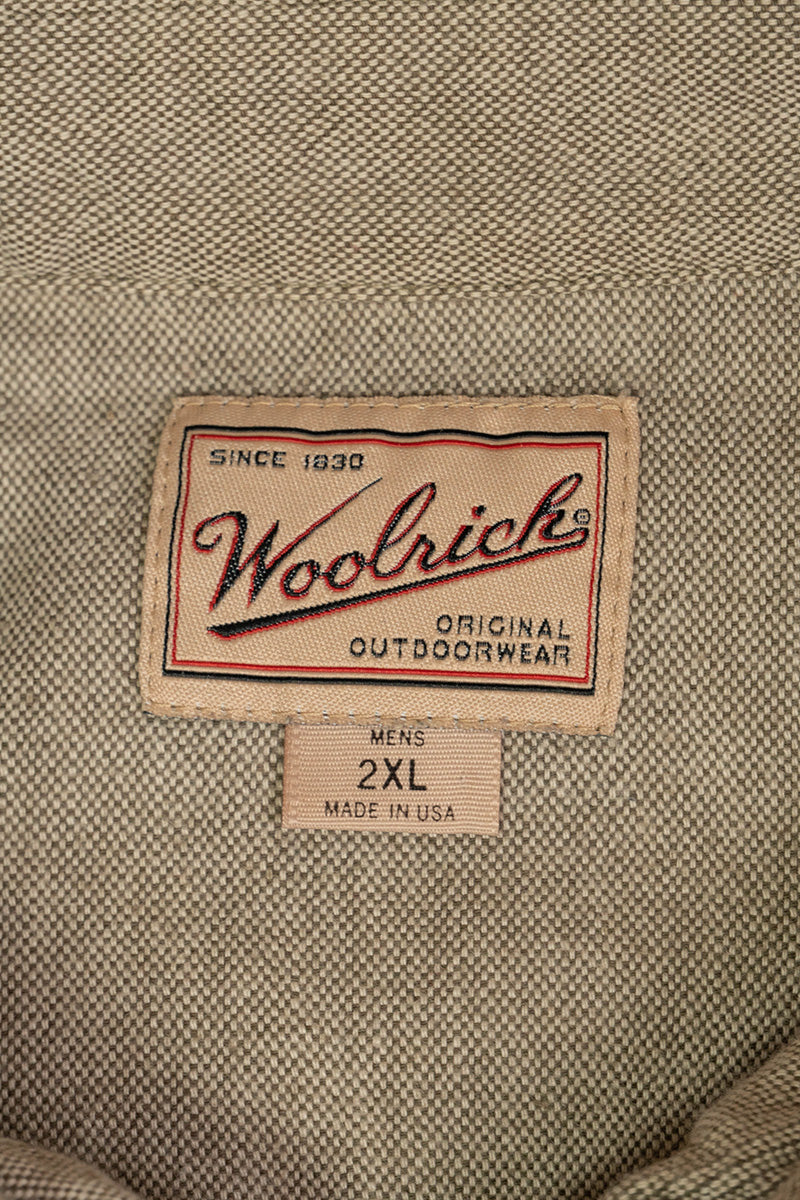 SINCE 1830
Woolrich®
ORIGINAL
OUTDOORWEAR
MENS
2XL
MADE IN USA